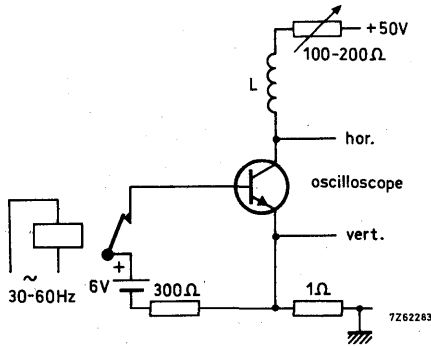 +50V
100-200Ω
L
hor.
oscilloscope
vert.
+
6V
300Ω
1Ω
~
30-60Hz
7Z62283